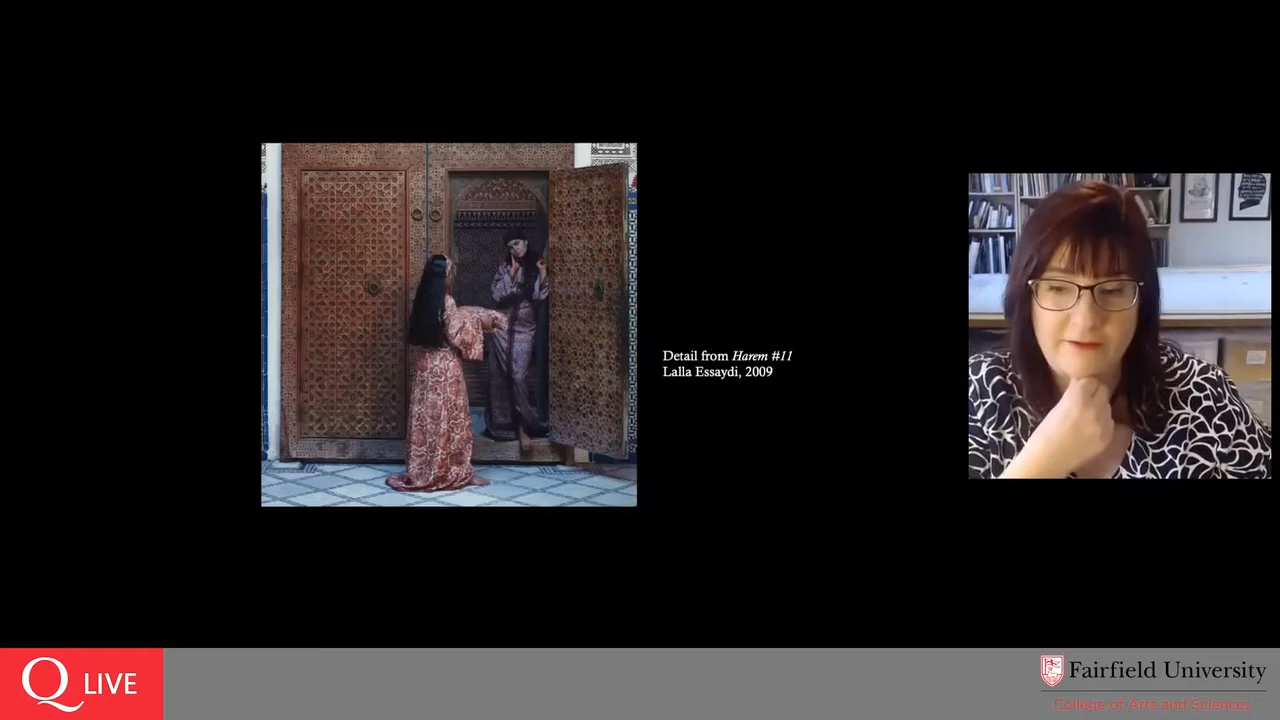 Detail from Harem #11
Lalla Essaydi, 2009
Q LIVE
Fairfield University
College of Arts and Sciences